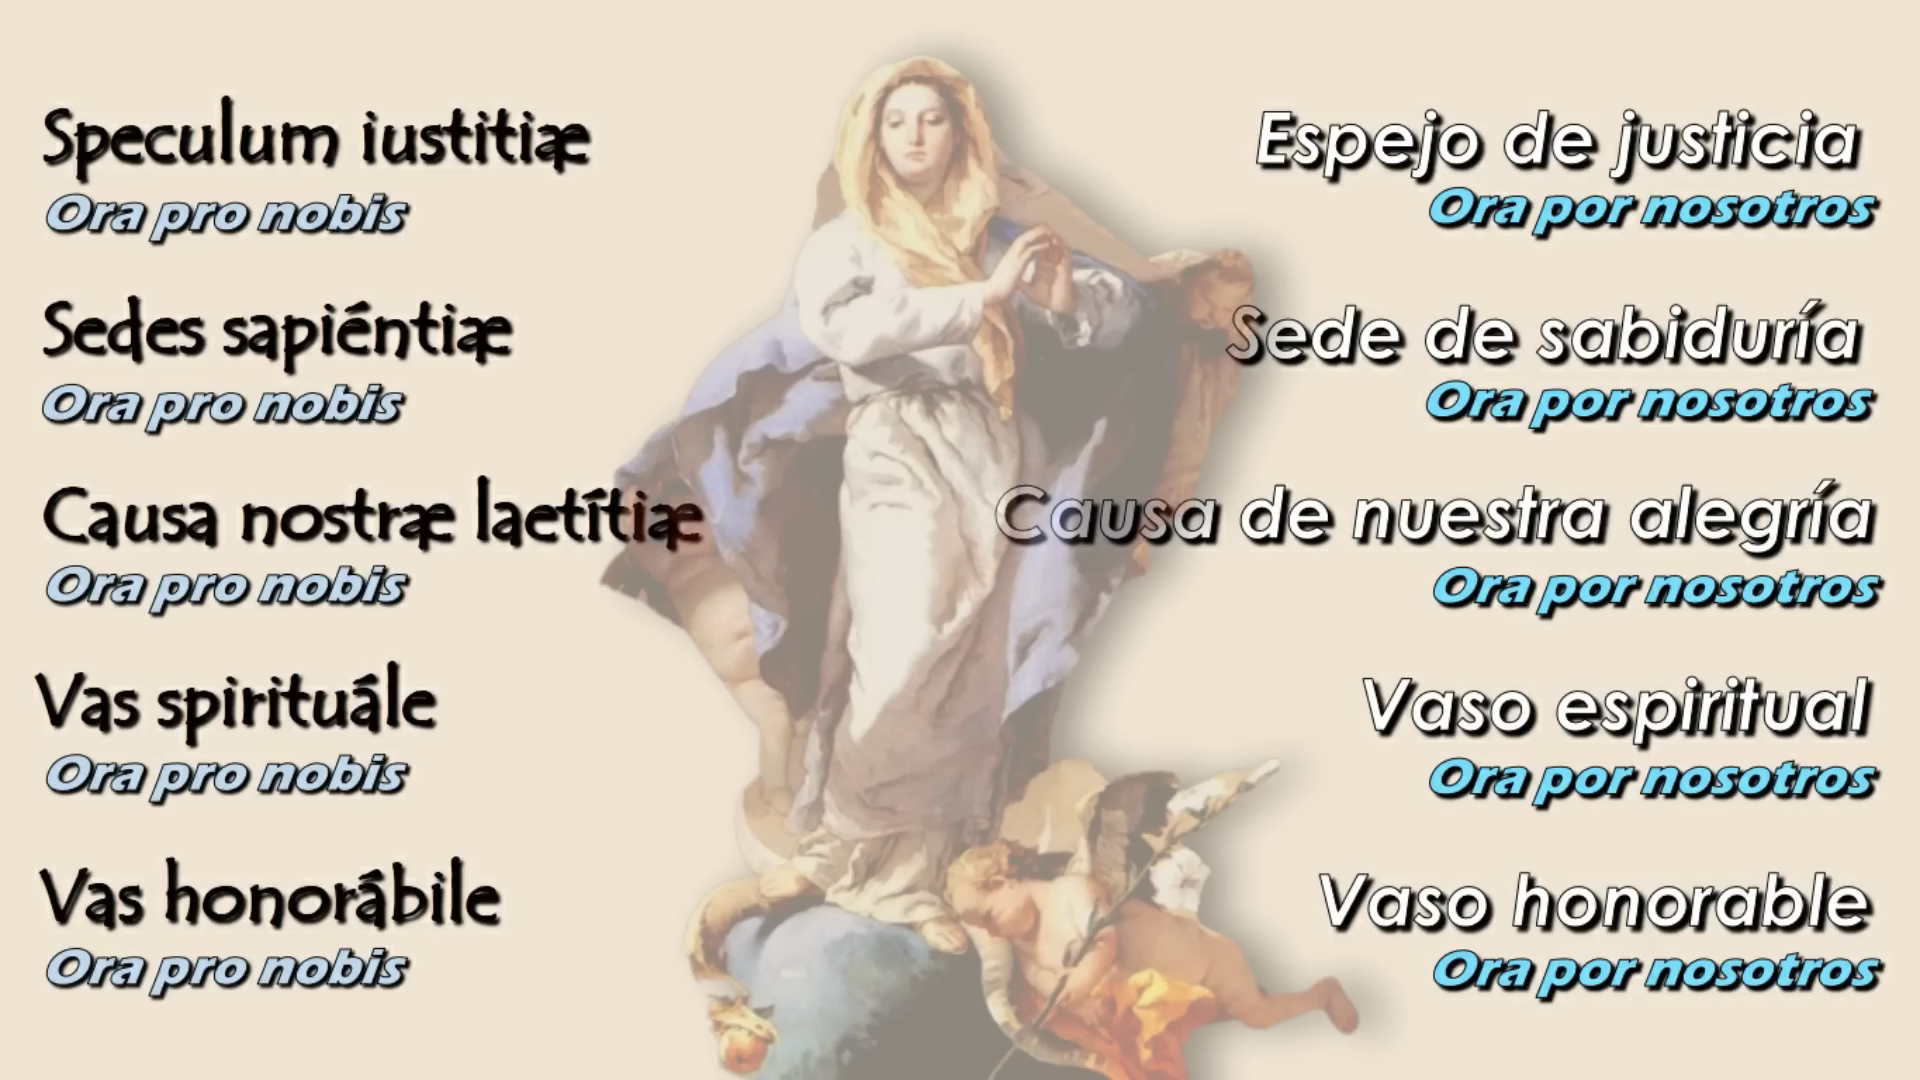 Speculum iustitiæ
Ora pro nobis
Sedes sapiéntiæ
Ora pro nobis
Causa nostræ laetítiæ
Ora pro nobis
Vas spirituále
Ora pro nobis
Vas honorábile
Ora pro nobis
Espejo de justicia
Ora por nosotros
Sede de sabiduría
Ora por nosotros
Causa de nuestra alegría
Ora por nosotros
Vaso espiritual
Ora por nosotros
Vaso honorable
Ora por nosotros